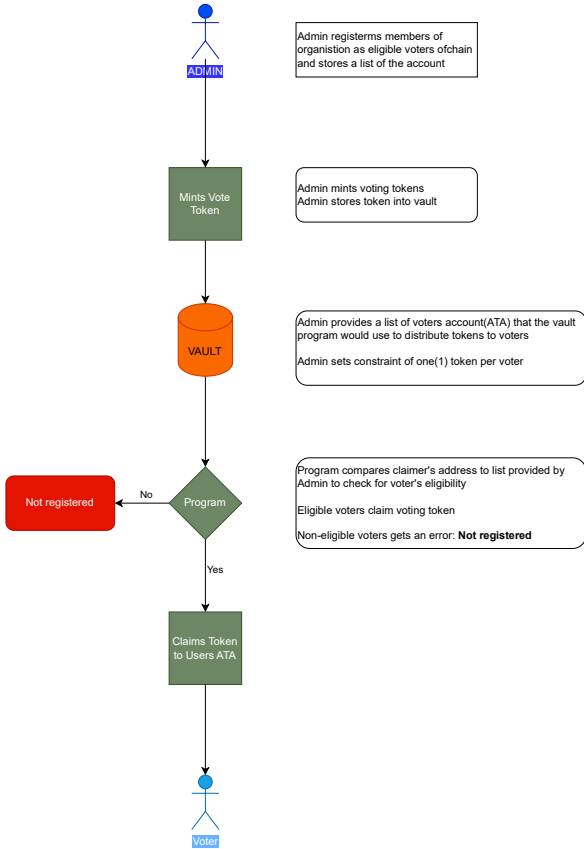 Admin registerms members of
organistion as eligible voters ofchain
and stores a list of the account
ADMIN
Mints Vote
Token
Admin mints voting tokens
Admin stores token into vault
VAULT
Admin provides a list of voters account(ATA) that the vault
program would use to distribute tokens to voters
Admin sets constraint of one(1) token per voter
Program compares claimer's address to list provided by
Admin to check for voter's eligibility
Eligible voters claim voting token
Non-eligible voters gets an error: Not registered
Not registered
No
Program
Yes
Claims Token
to Users ATA
Voter